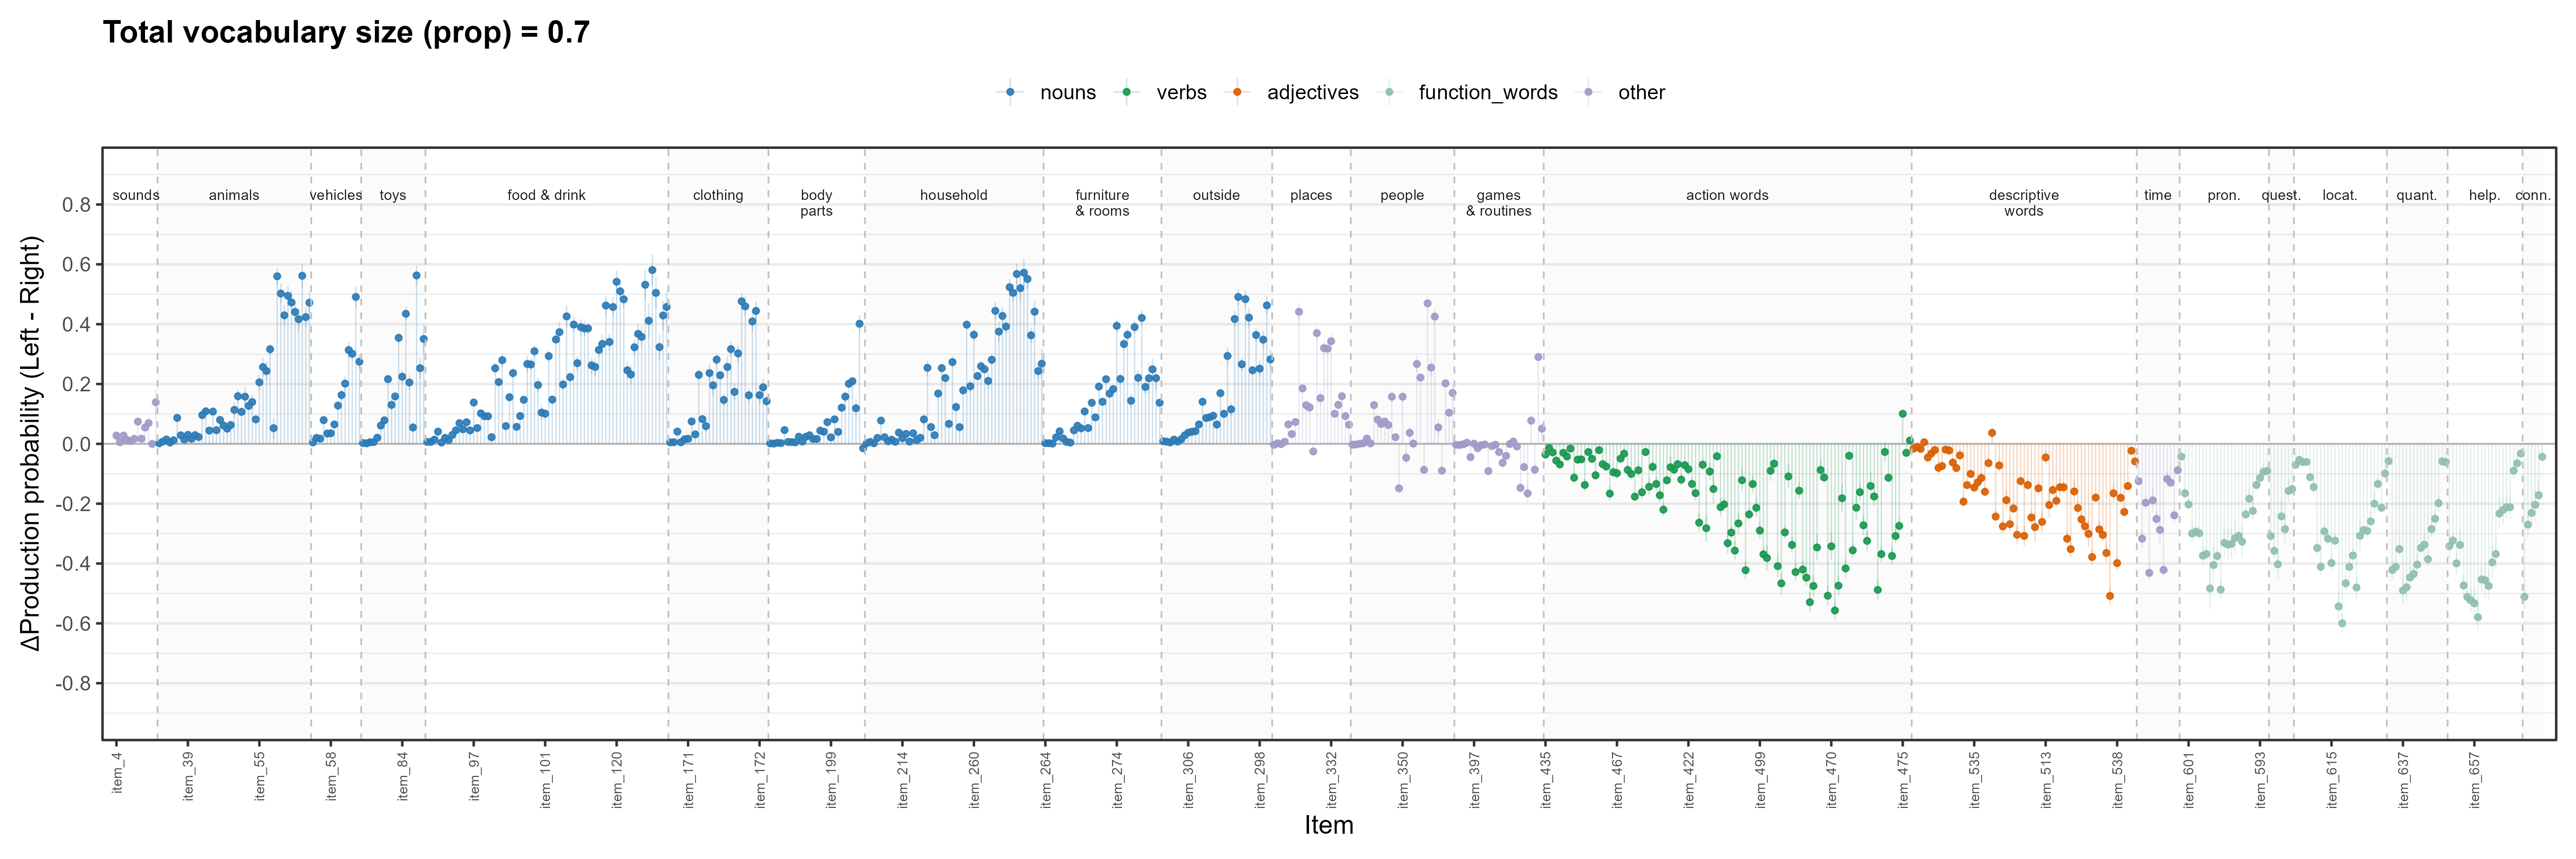 Total vocabulary size (prop) = 0.7
nouns verbs adjectives function_words other
sounds animals vehicles toys food & drink clothing body parts household furniture & rooms outside places people games & routines action words descriptive words time pron. quest. locat. quant. help. conn.
0.8
0.6
0.4
0.2
0.0
-0.2
-0.4
-0.6
-0.8
ΔProduction probability (Left - Right)
item_4 item_39 item_55 item_58 item_84 item_97 item_101 item_120 item_171 item_172 item_199 item_214 item_260 item_264 item_274 item_306 item_298 item_332 item_350 item_397 item_435 item_467 item_422 item_499 item_470 item_475 item_535 item_513 item_538 item_601 item_593 item_615 item_637 item_657
Item